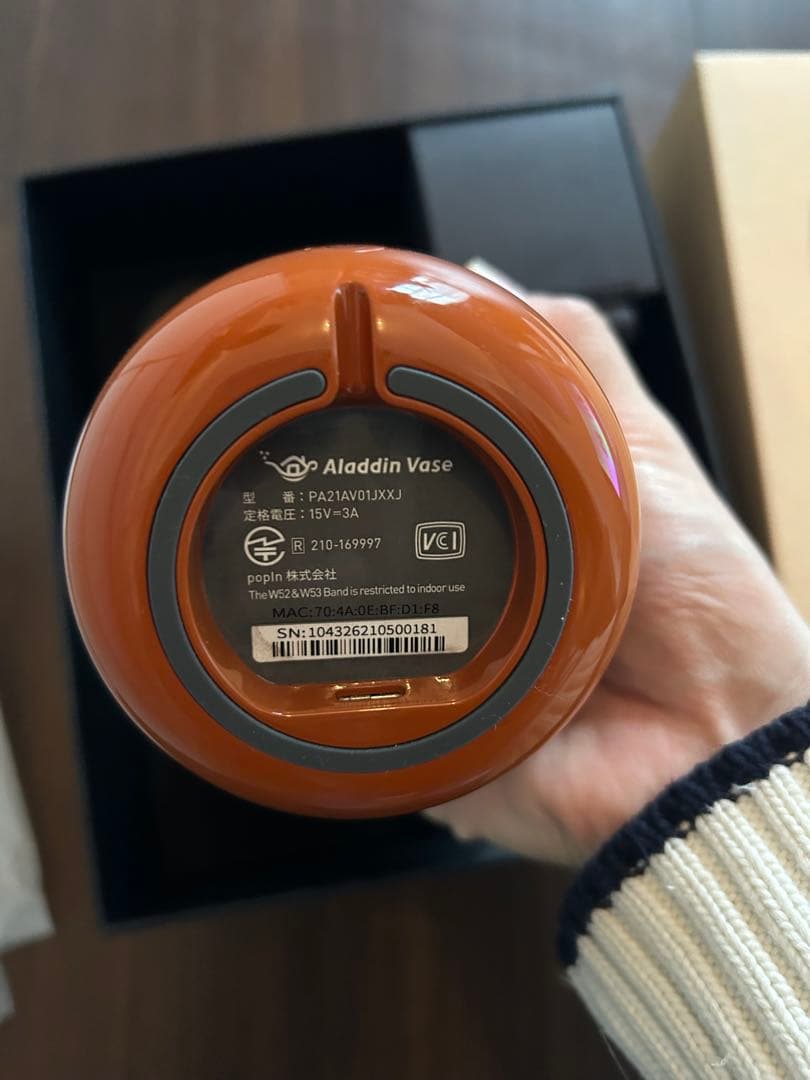 Aladdin Vase
型 番：PA21AV01JXXJ
定格電圧：15V⎓3A
R 210-169997 VCI
popIn 株式会社
The W52 & W53 Band is restricted to indoor use
MAC:70:4A:0E:BF:D1:F8
SN:104326210500181